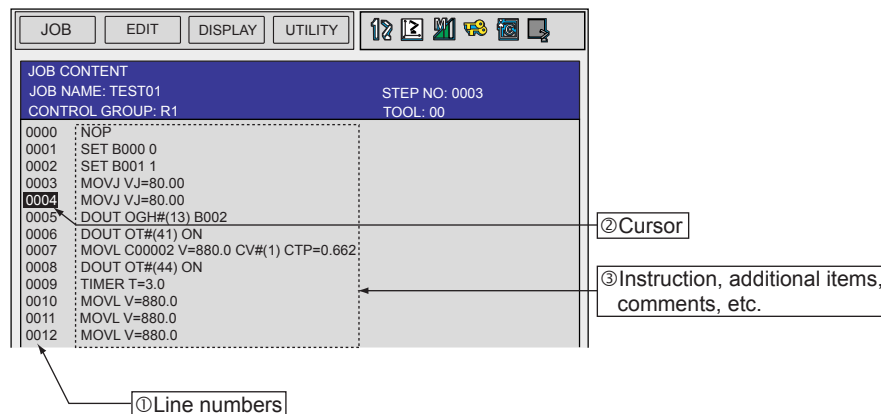 JOB EDIT DISPLAY UTILITY
JOB CONTENT
JOB NAME: TEST01 STEP NO: 0003
CONTROL GROUP: R1 TOOL: 00
0000 NOP
0001 SET B000 0
0002 SET B001 1
0003 MOVJ VJ=80.00
0004 MOVJ VJ=80.00
0005 DOUT OGH#(13) B002
0006 DOUT OT#(41) ON
0007 MOVL C00002 V=880.0 CV#(1) CTP=0.662
0008 DOUT OT#(44) ON
0009 TIMER T=3.0
0010 MOVL V=880.0
0011 MOVL V=880.0
0012 MOVL V=880.0
②Cursor
③Instruction, additional items,
comments, etc.
①Line numbers